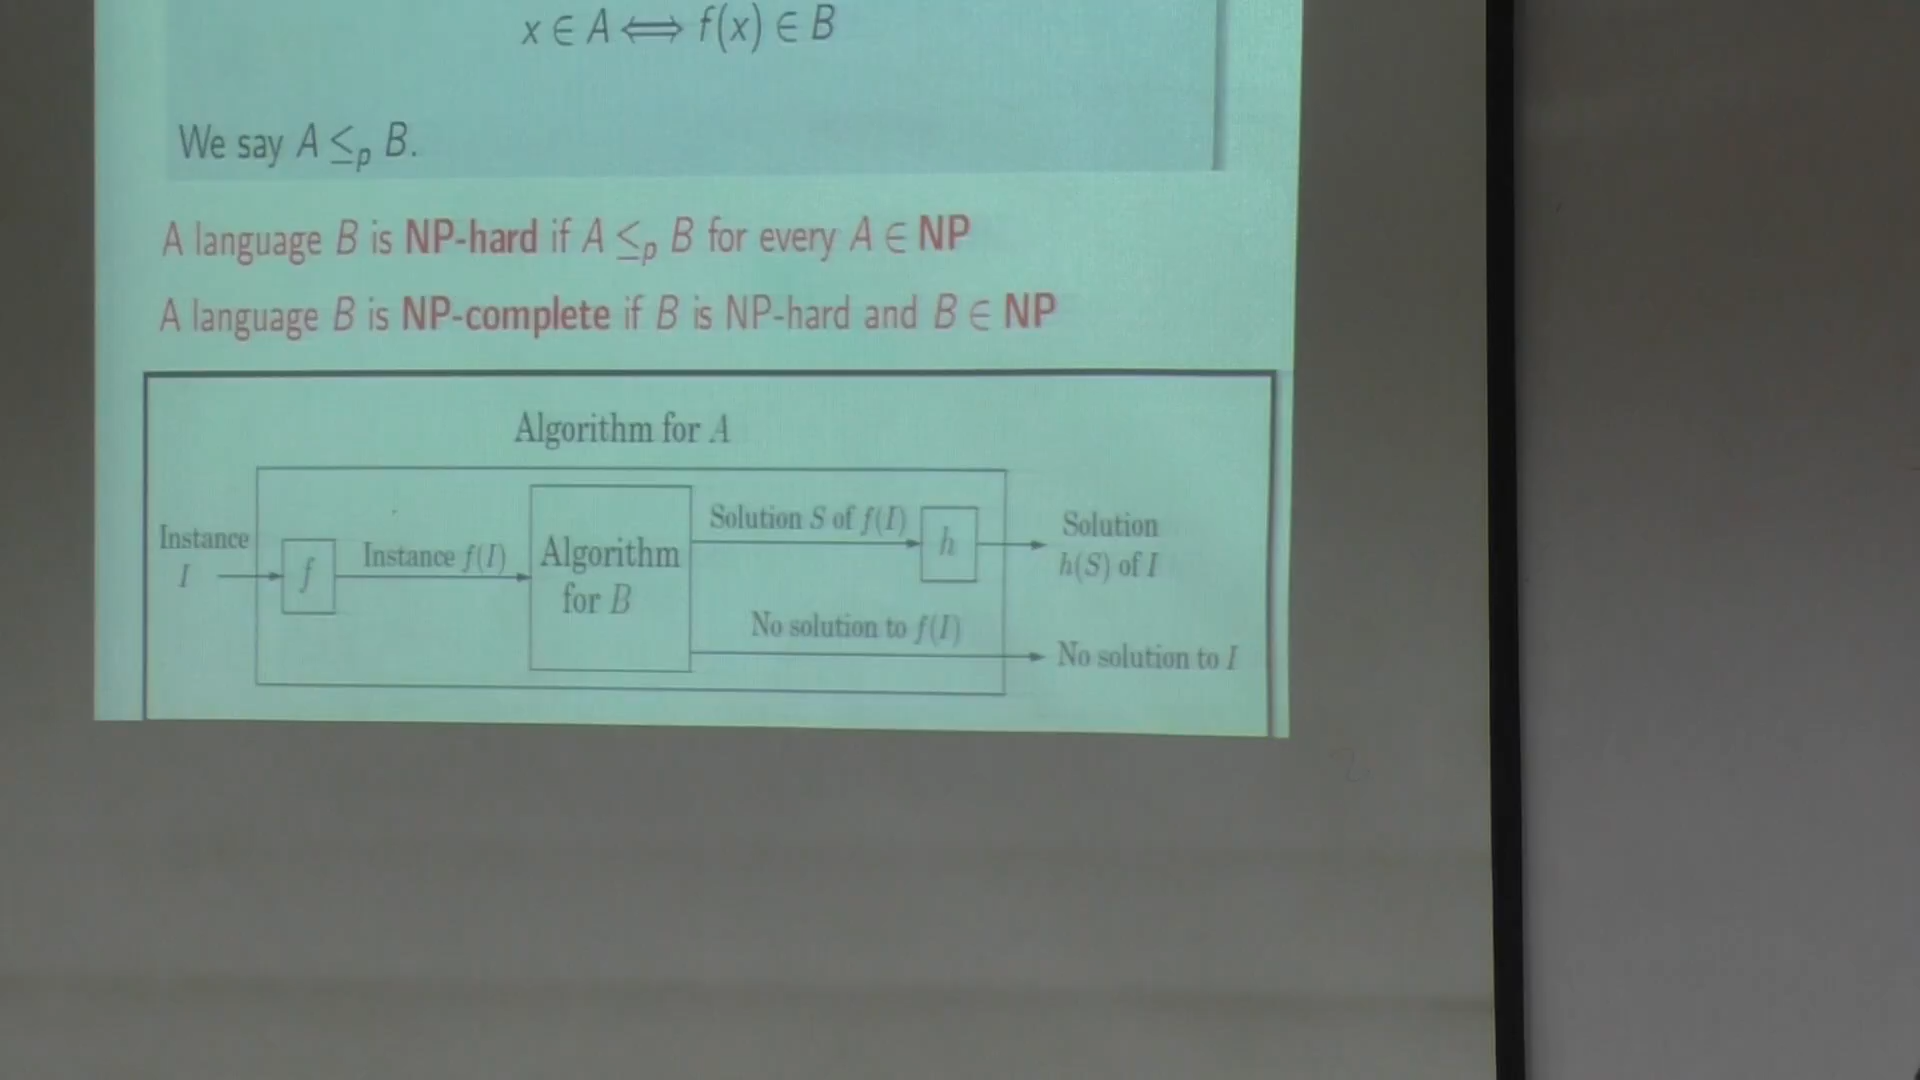 x ∈ A ⟺ f(x) ∈ B
We say A ≤p B.
A language B is NP-hard if A ≤p B for every A ∈ NP
A language B is NP-complete if B is NP-hard and B ∈ NP
Algorithm for A
Instance
I
f
Instance f(I)
Algorithm
for B
Solution S of f(I)
h
Solution
h(S) of I
No solution to f(I)
No solution to I